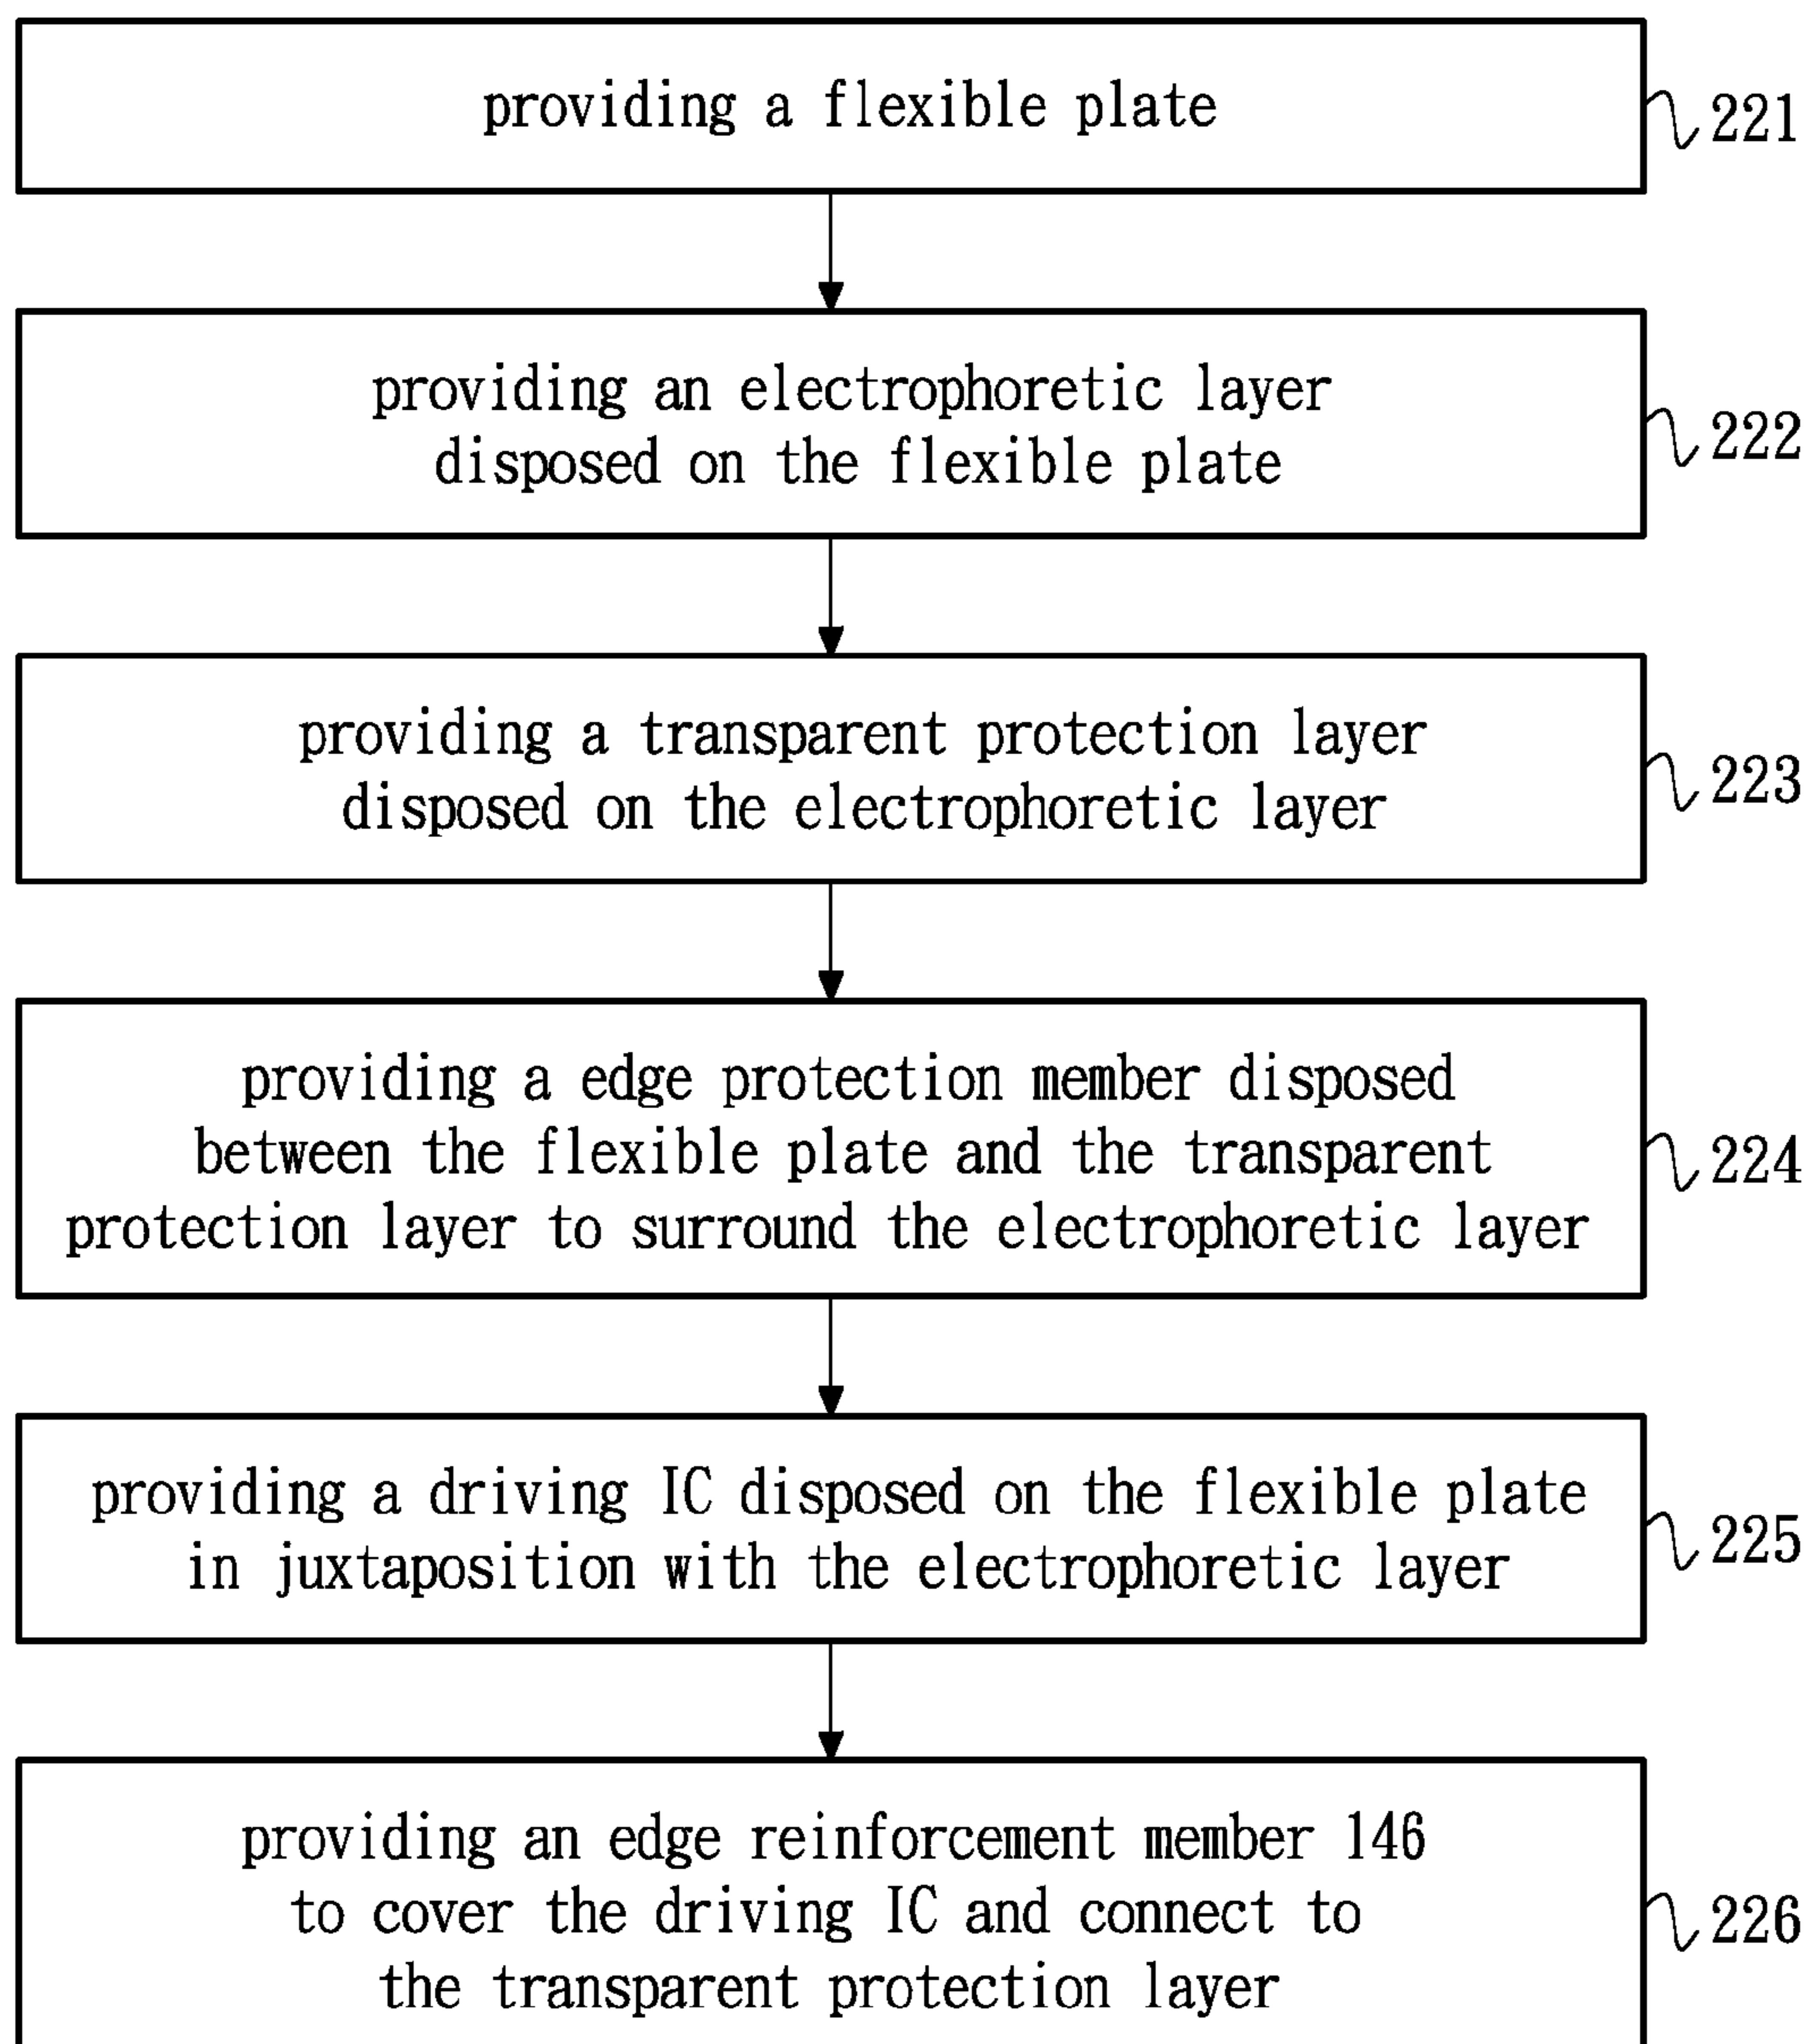 providing a flexible plate
221
providing an electrophoretic layer
disposed on the flexible plate
222
providing a transparent protection layer
disposed on the electrophoretic layer
223
providing a edge protection member disposed
between the flexible plate and the transparent
protection layer to surround the electrophoretic layer
224
providing a driving IC disposed on the flexible plate
in juxtaposition with the electrophoretic layer
225
providing an edge reinforcement member 146
to cover the driving IC and connect to
the transparent protection layer
226